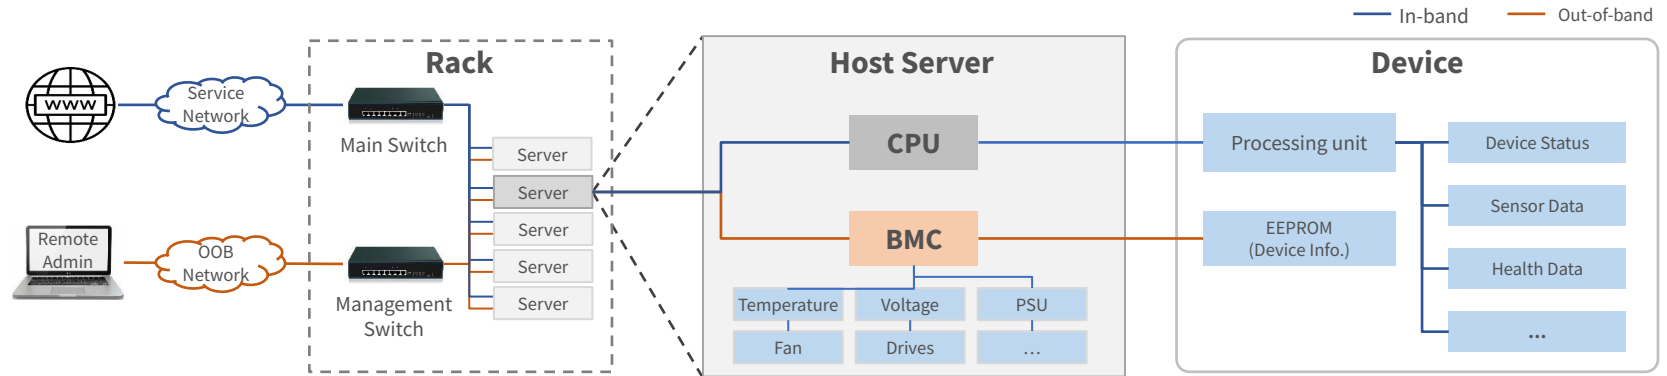 In-band
Out-of-band
Rack
Host Server
Device
WWW
Service
Network
Main Switch
Remote
Admin
OOB
Network
Management
Switch
Server
Server
Server
Server
Server
CPU
BMC
Temperature
Voltage
PSU
Fan
Drives
...
Processing unit
EEPROM
(Device Info.)
Device Status
Sensor Data
Health Data
...